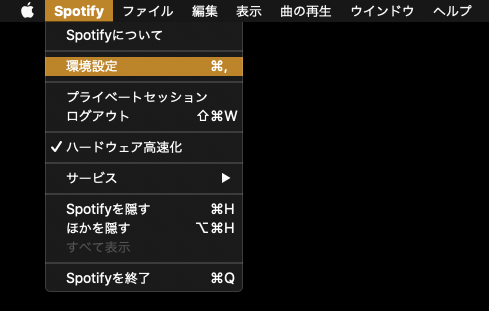 Spotify ファイル 編集 表示 曲の再生 ウインドウ ヘルプ
Spotifyについて
環境設定 ⌘,
プライベートセッション
ログアウト ⇧⌘W
✓ ハードウェア高速化
サービス ▶
Spotifyを隠す ⌘H
ほかを隠す ⌥⌘H
すべて表示
Spotifyを終了 ⌘Q